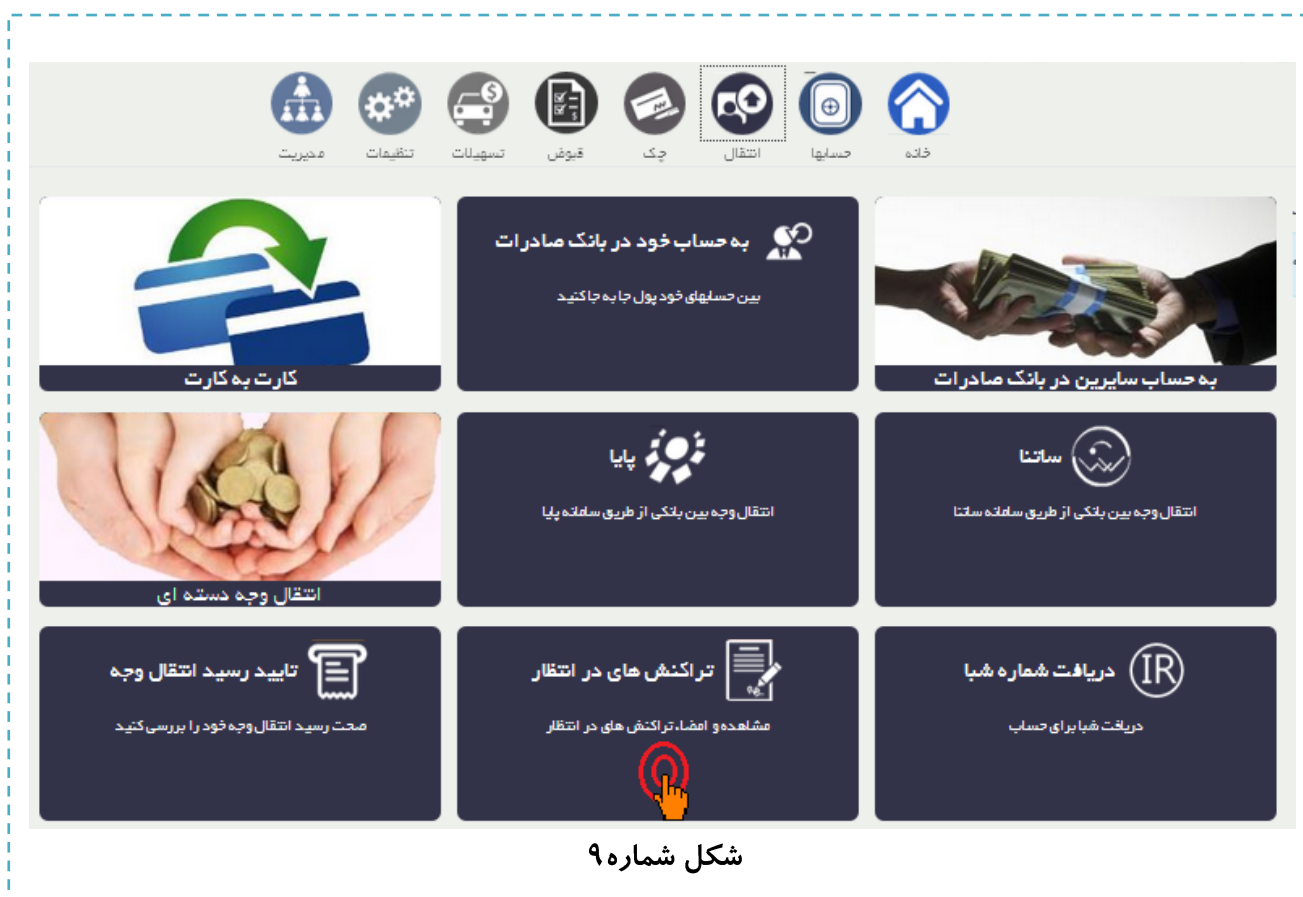 خانه
حسابها
انتقال
چک
قبوض
تسهیلات
تنظیمات
مدیریت
به حساب سایرین در بانک صادرات
به حساب خود در بانک صادرات
بین حسابهای خود پول جا به جا کنید
کارت به کارت
ساتنا
انتقال وجه بین بانکی از طریق سامانه ساتنا
پایا
انتقال وجه بین بانکی از طریق سامانه پایا
انتقال وجه دسته ای
IR
دریافت شماره شبا
دریافت شبا برای حساب
تراکنش های در انتظار
مشاهده و امضاء تراکنش های در انتظار
تایید رسید انتقال وجه
صحت رسید انتقال وجه خود را بررسی کنید
شکل شماره ۹